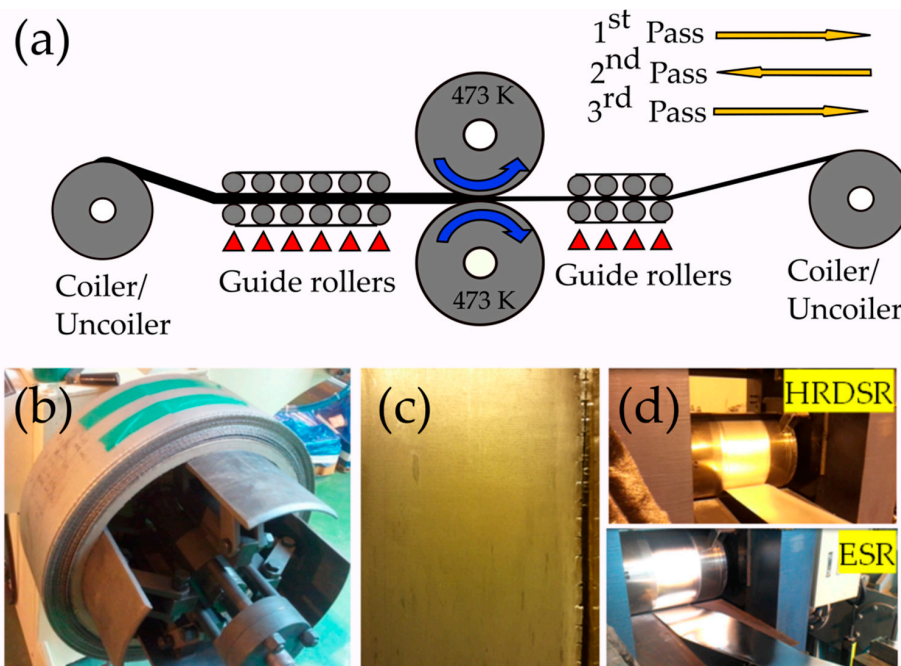 (a)
1st Pass
2nd Pass
3rd Pass
473 K
473 K
Coiler/
Uncoiler
Guide rollers
Guide rollers
Coiler/
Uncoiler
(b)
(c)
(d)
HRDSR
ESR